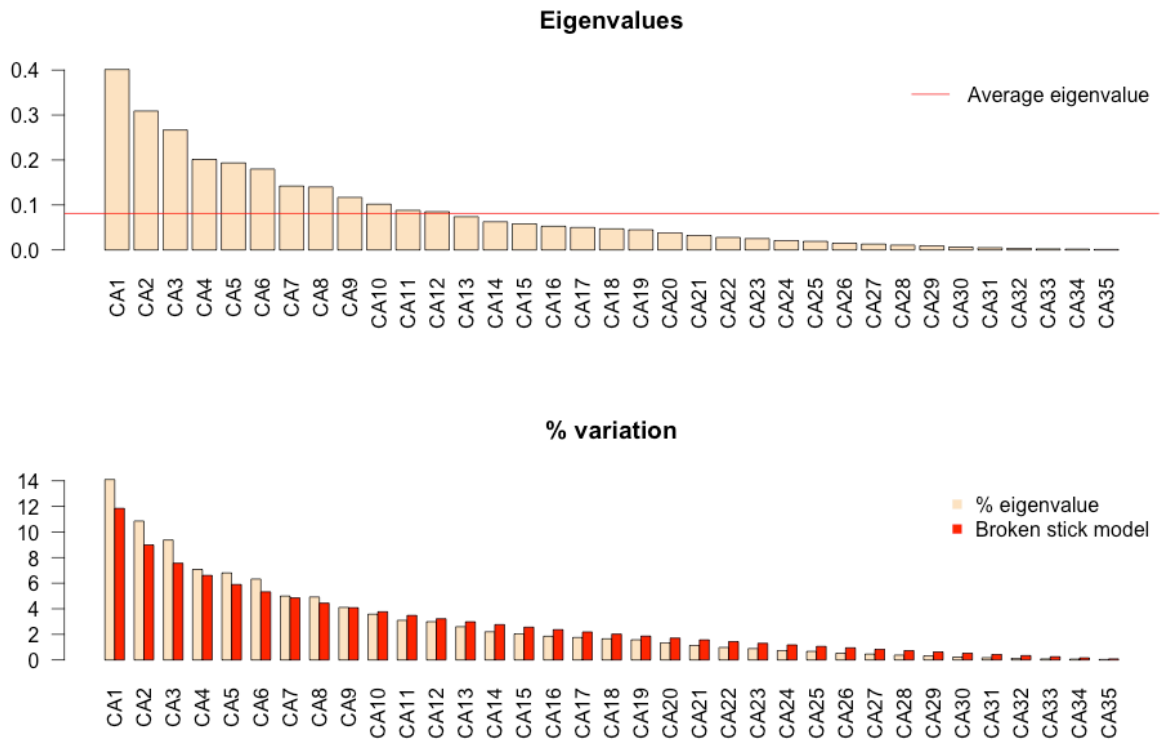 Eigenvalues
0.4
0.3
0.2
0.1
0.0
Average eigenvalue
CA1 CA2 CA3 CA4 CA5 CA6 CA7 CA8 CA9 CA10 CA11 CA12 CA13 CA14 CA15 CA16 CA17 CA18 CA19 CA20 CA21 CA22 CA23 CA24 CA25 CA26 CA27 CA28 CA29 CA30 CA31 CA32 CA33 CA34 CA35
% variation
14
12
10
8
6
4
2
0
% eigenvalue
Broken stick model
CA1 CA2 CA3 CA4 CA5 CA6 CA7 CA8 CA9 CA10 CA11 CA12 CA13 CA14 CA15 CA16 CA17 CA18 CA19 CA20 CA21 CA22 CA23 CA24 CA25 CA26 CA27 CA28 CA29 CA30 CA31 CA32 CA33 CA34 CA35